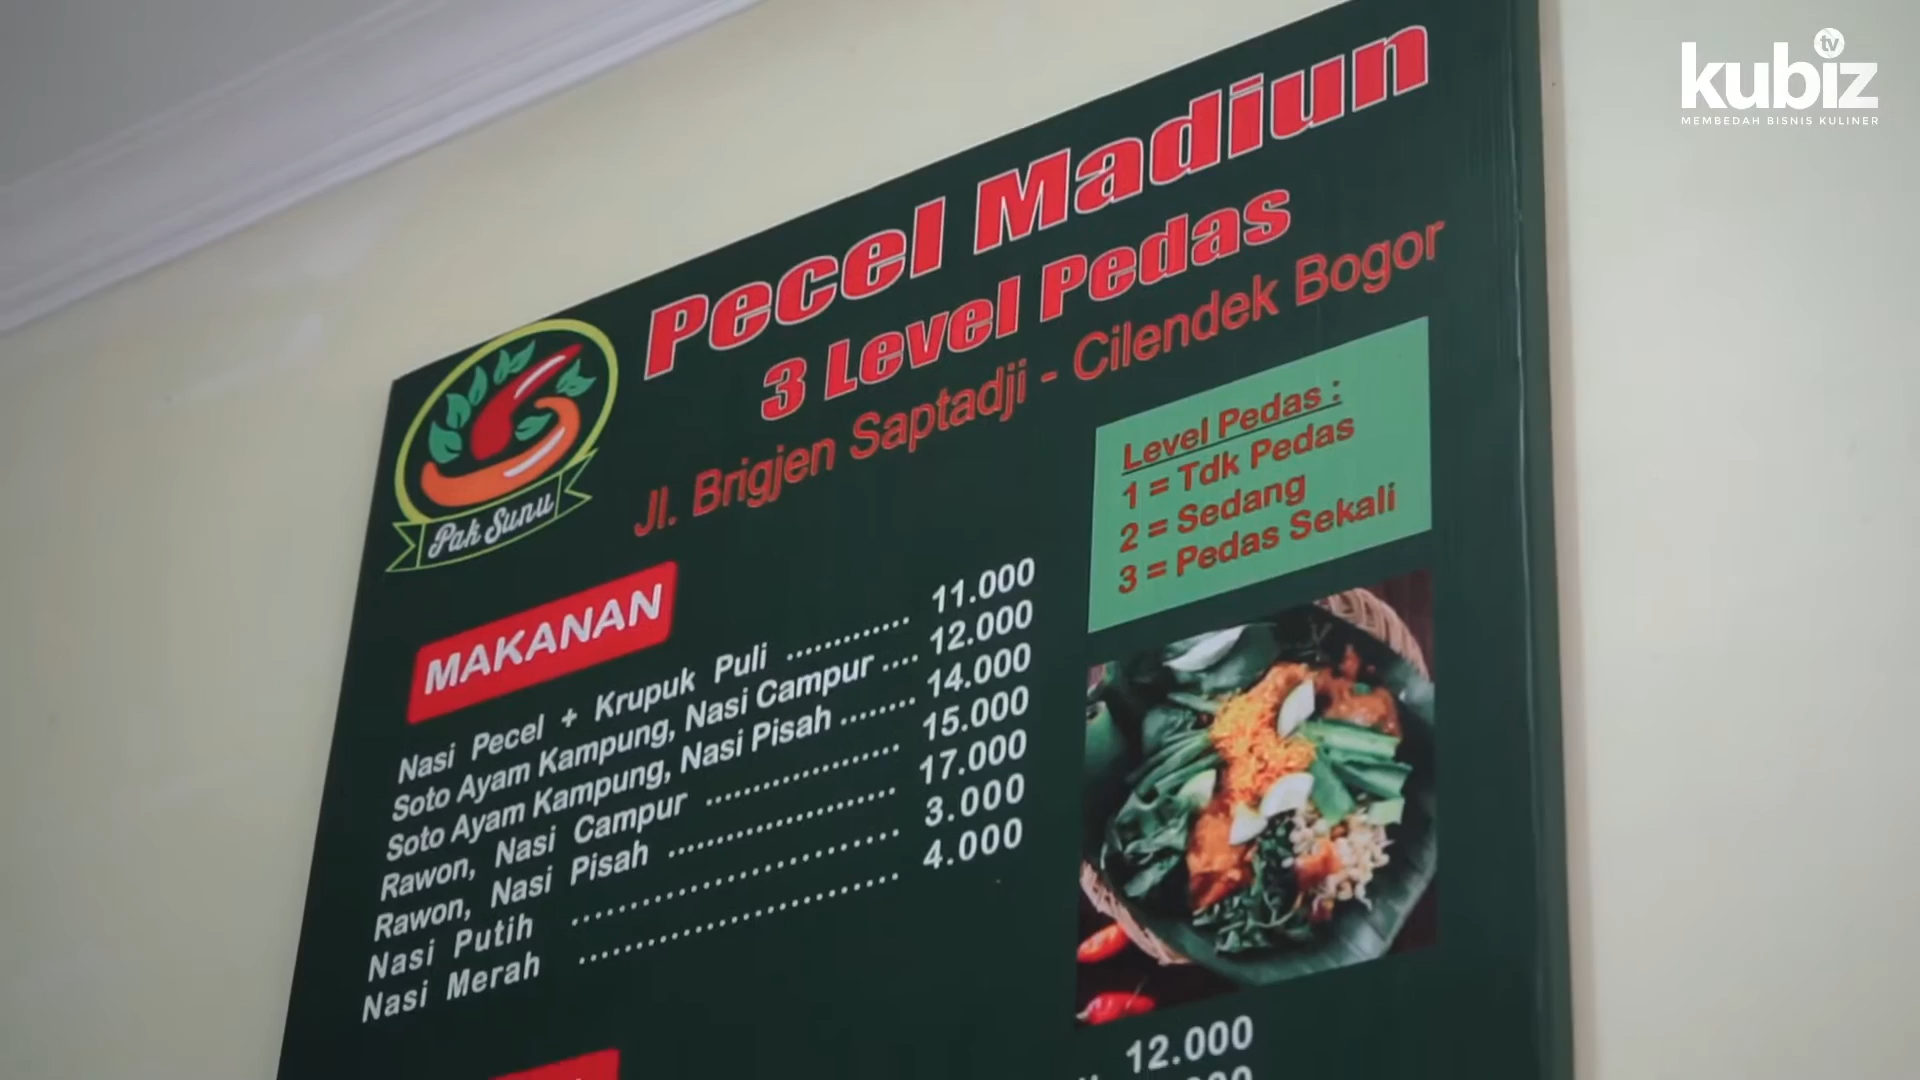 kubiz tv
MEMBEDAH BISNIS KULINER
Pecel Madiun
3 Level Pedas
Jl. Brigjen Saptadji - Cilendek Bogor
Pak Sunu
Level Pedas :
1 = Tdk Pedas
2 = Sedang
3 = Pedas Sekali
MAKANAN
Nasi Pecel + Krupuk Puli ............ 11.000
Soto Ayam Kampung, Nasi Campur .... 12.000
Soto Ayam Kampung, Nasi Pisah ........ 14.000
Rawon, Nasi Campur .................... 15.000
Rawon, Nasi Pisah ....................... 17.000
Nasi Putih ................................ 3.000
Nasi Merah ................................ 4.000
12.000